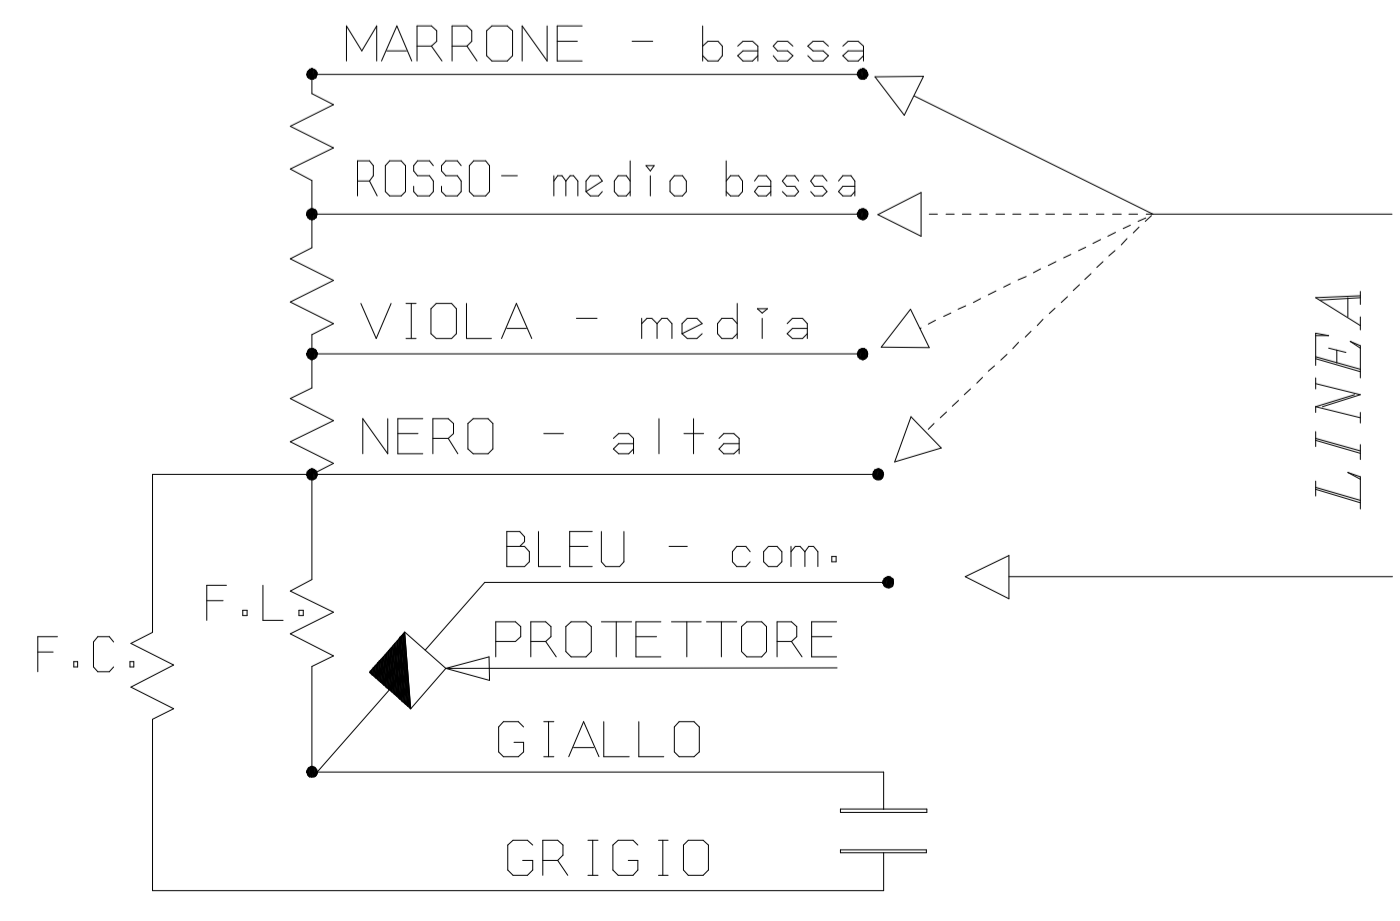 MARRONE - bassa
ROSSO- medio bassa
VIOLA - media
NERO - alta
LINEA
BLEU - com.
F.L.
F.C.
PROTETTORE
GIALLO
GRIGIO